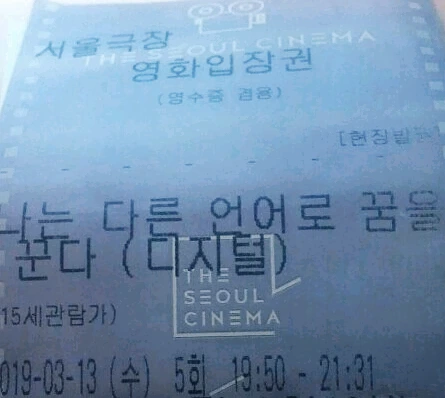 서울극장
THE SEOUL CINEMA
영화입장권
(영수증 겸용)
[현장발
나는 다른 언어로 꿈을
꾼다 (디지털)
THE
SEOUL
CINEMA
15세관람가)
019-03-13 (수) 5회 19:50 - 21:31